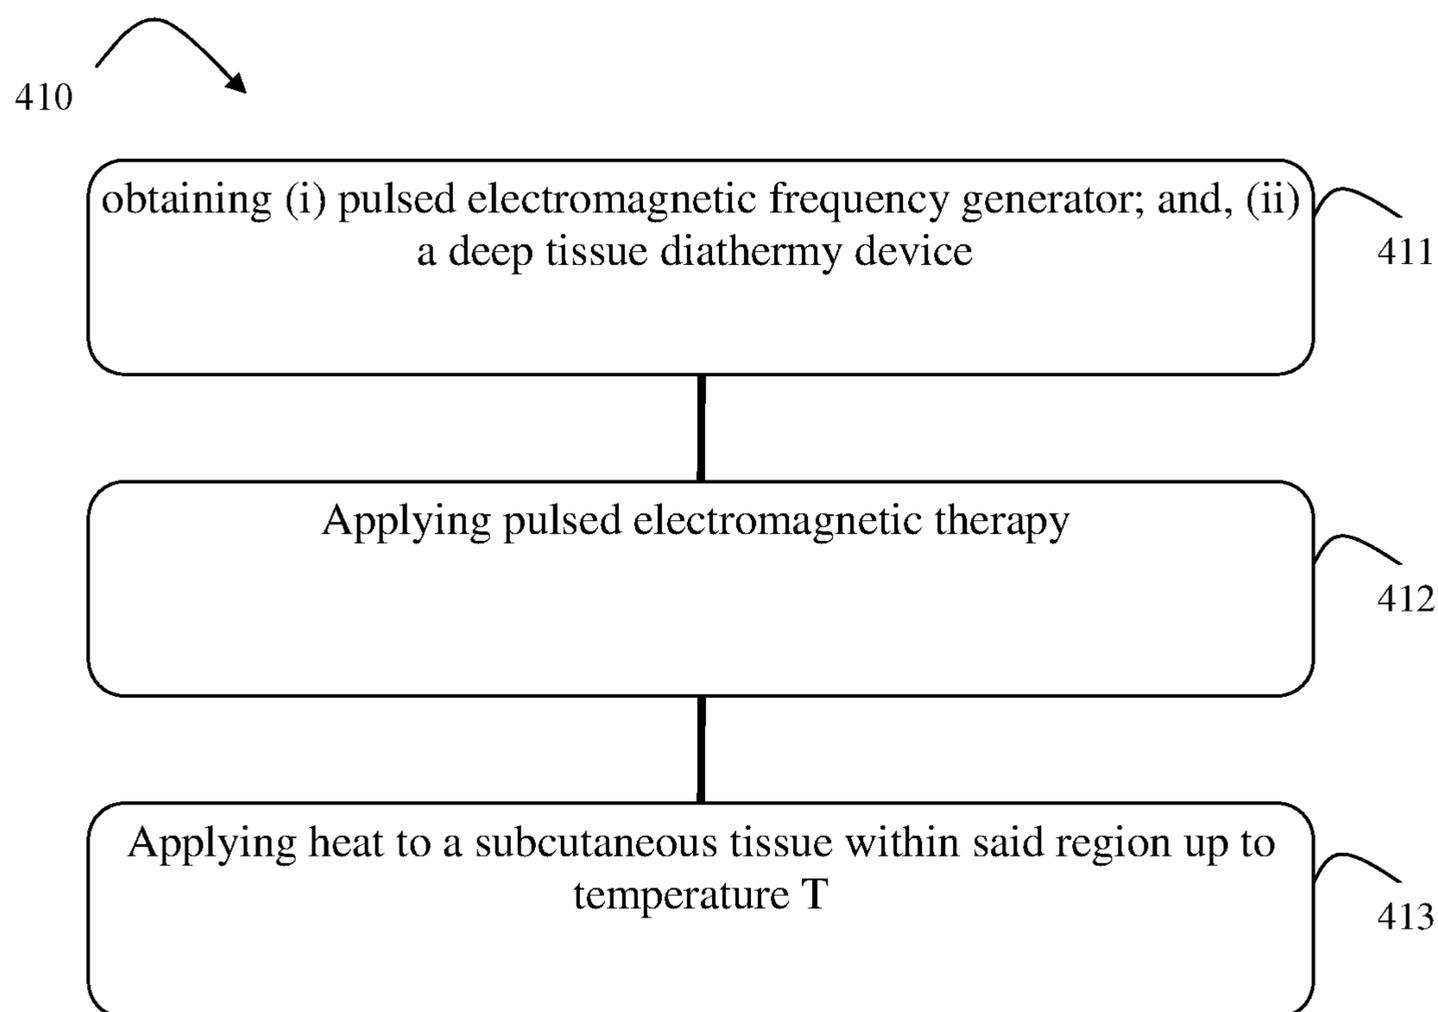 410
obtaining (i) pulsed electromagnetic frequency generator; and, (ii)
a deep tissue diathermy device
411
Applying pulsed electromagnetic therapy
412
Applying heat to a subcutaneous tissue within said region up to
temperature T
413